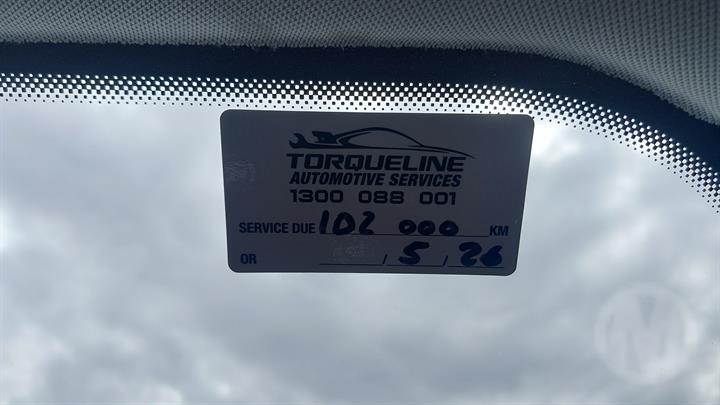 TORQUELINE
AUTOMOTIVE SERVICES
1300 088 001
SERVICE DUE 102 000 KM
OR / 5 / 26
M